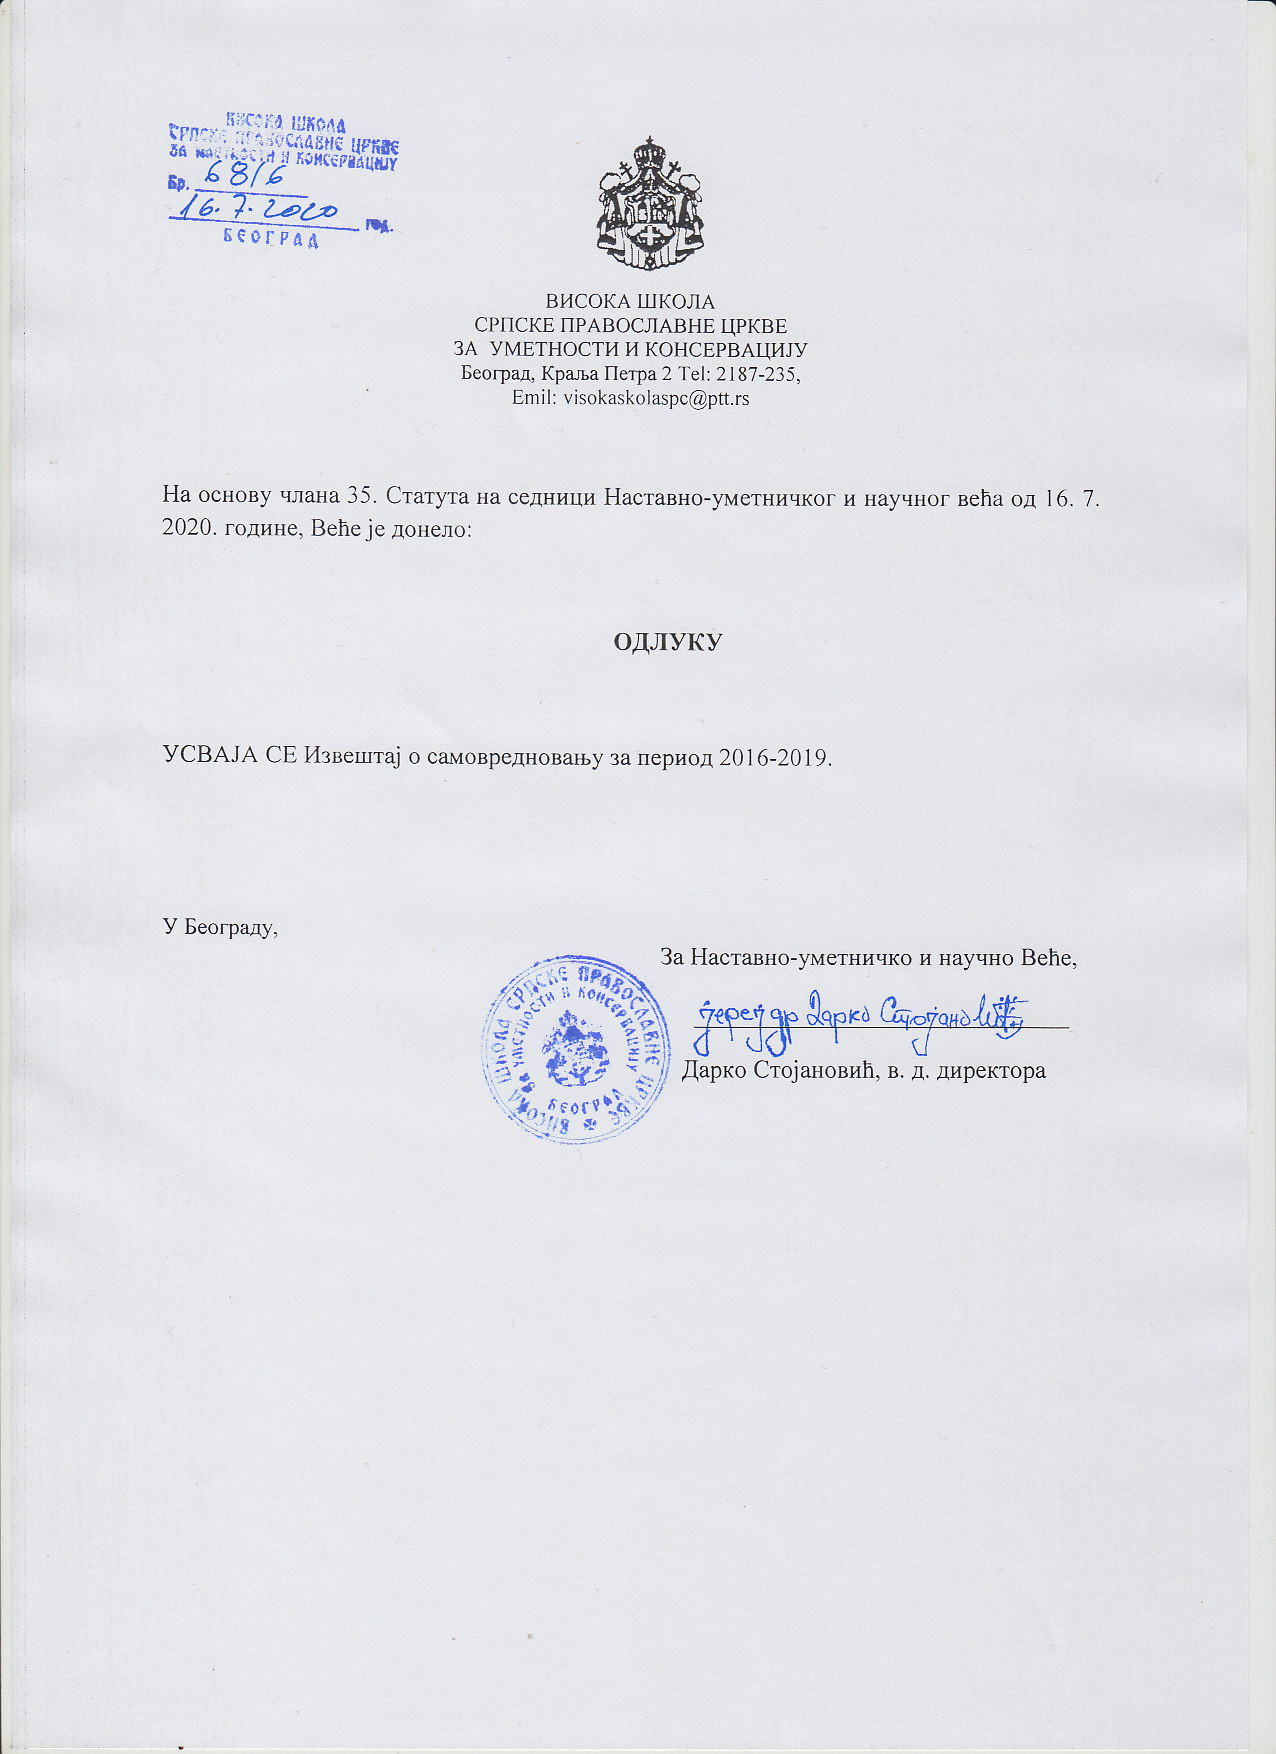 ВИСОКА ШКОЛА
СРПСКЕ ПРАВОСЛАВНЕ ЦРКВЕ
ЗА УМЕТНОСТИ И КОНСЕРВАЦИЈУ
Бр. 68/6
16. 7. 2020 год.
БЕОГРАД
ВИСОКА ШКОЛА
СРПСКЕ ПРАВОСЛАВНЕ ЦРКВЕ
ЗА УМЕТНОСТИ И КОНСЕРВАЦИЈУ
Београд, Краља Петра 2 Tel: 2187-235,
Emil: visokaskolaspc@ptt.rs
На основу члана 35. Статута на седници Наставно-уметничког и научног већа од 16. 7.
2020. године, Веће је донело:
ОДЛУКУ
УСВАЈА СЕ Извештај о самовредновању за период 2016-2019.
У Београду,
За Наставно-уметничко и научно Веће,
јереј др Дарко Стојановић
Дарко Стојановић, в. д. директора
ВИСОКА ШКОЛА СРПСКЕ ПРАВОСЛАВНЕ ЦРКВЕ
ЗА УМЕТНОСТИ И КОНСЕРВАЦИЈУ
БЕОГРАД